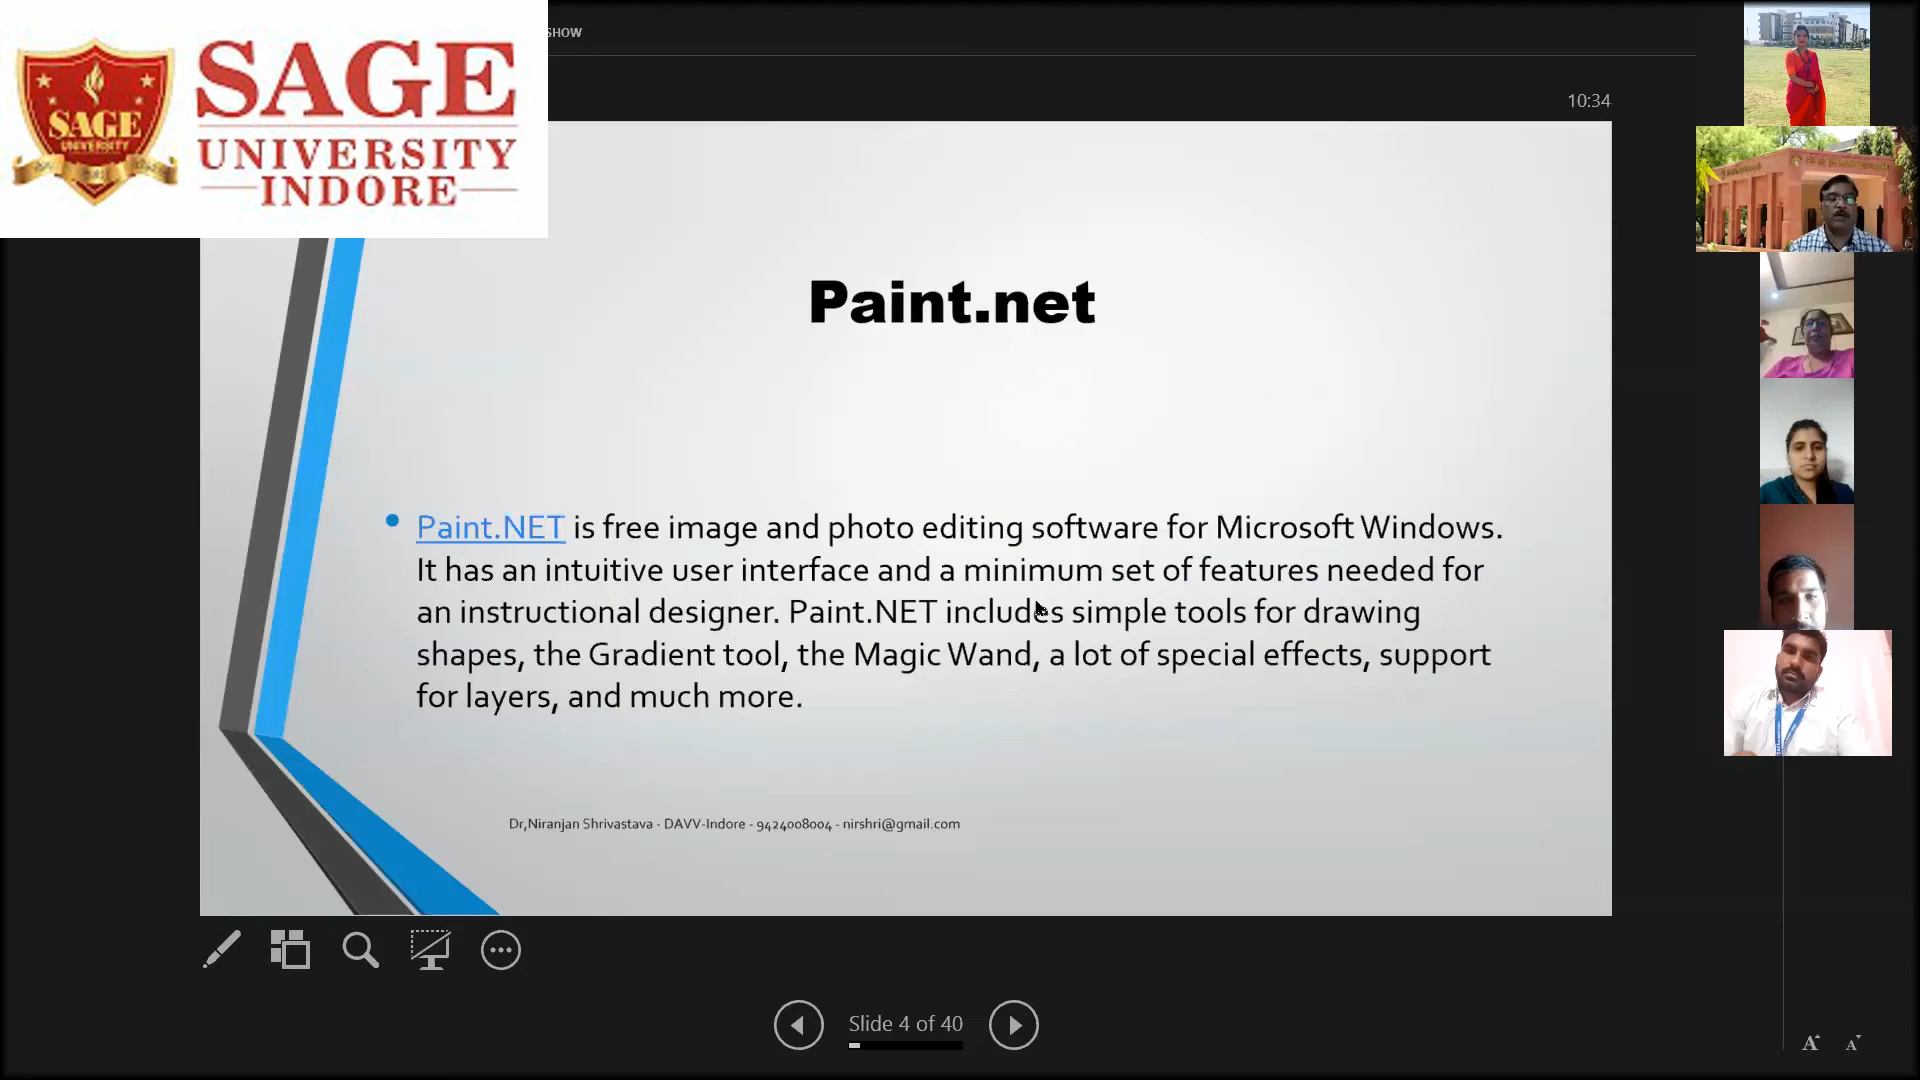 SHOW
SAGE
UNIVERSITY
INDORE
SAGE
UNIVERSITY
10:34
Paint.net
• Paint.NET is free image and photo editing software for Microsoft Windows.
It has an intuitive user interface and a minimum set of features needed for
an instructional designer. Paint.NET includes simple tools for drawing
shapes, the Gradient tool, the Magic Wand, a lot of special effects, support
for layers, and much more.
Dr,Niranjan Shrivastava - DAVV-Indore - 9424008004 - nirshri@gmail.com
Slide 4 of 40
A A